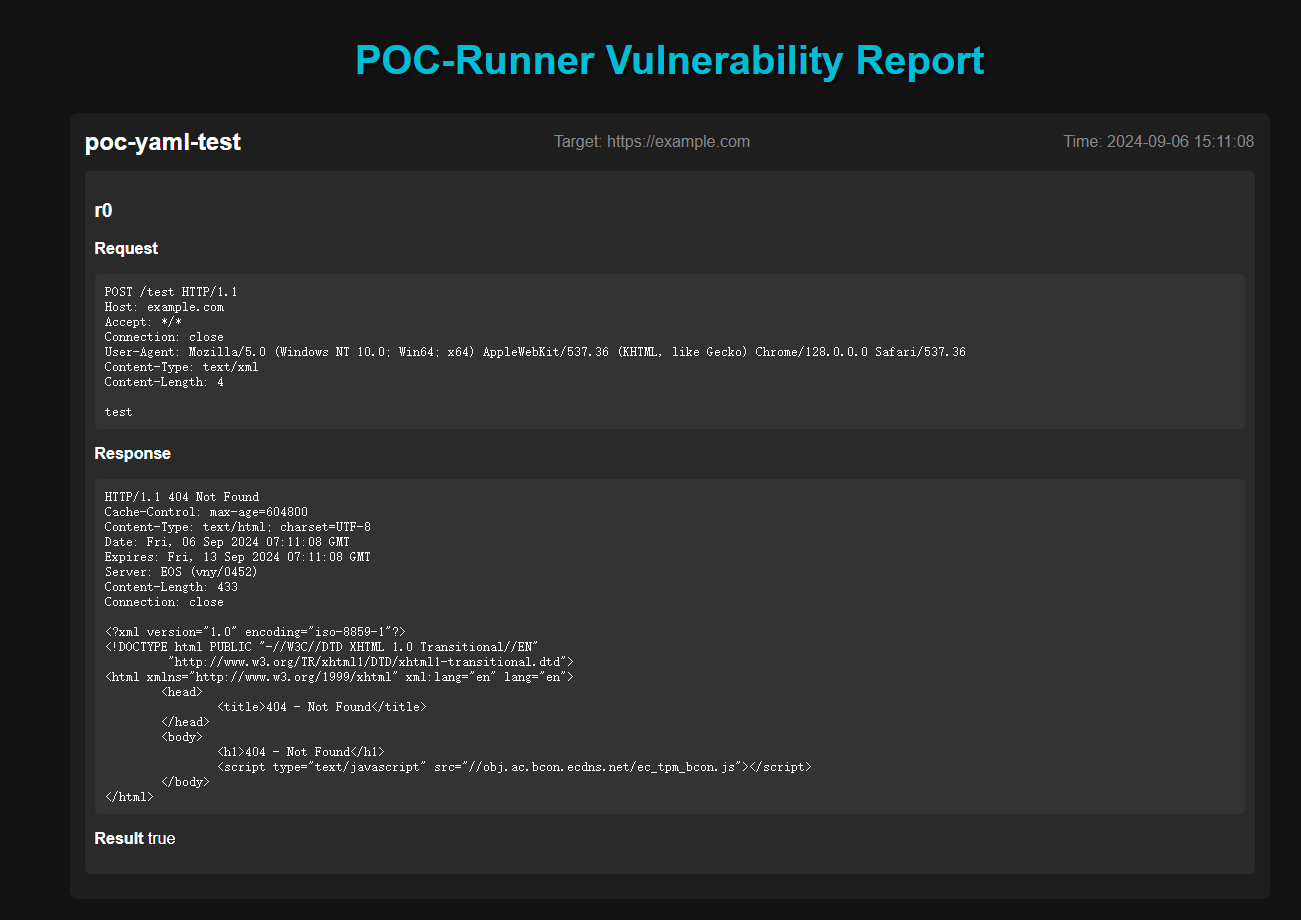 POC-Runner Vulnerability Report
poc-yaml-test
Target: https://example.com
Time: 2024-09-06 15:11:08
r0
Request
POST /test HTTP/1.1
Host: example.com
Accept: */*
Connection: close
User-Agent: Mozilla/5.0 (Windows NT 10.0; Win64; x64) AppleWebKit/537.36 (KHTML, like Gecko) Chrome/128.0.0.0 Safari/537.36
Content-Type: text/xml
Content-Length: 4
test
Response
HTTP/1.1 404 Not Found
Cache-Control: max-age=604800
Content-Type: text/html; charset=UTF-8
Date: Fri, 06 Sep 2024 07:11:08 GMT
Expires: Fri, 13 Sep 2024 07:11:08 GMT
Server: EOS (vny/0452)
Content-Length: 433
Connection: close
<?xml version="1.0" encoding="iso-8859-1"?>
<!DOCTYPE html PUBLIC "-//W3C//DTD XHTML 1.0 Transitional//EN"
"http://www.w3.org/TR/xhtml1/DTD/xhtml1-transitional.dtd">
<html xmlns="http://www.w3.org/1999/xhtml" xml:lang="en" lang="en">
<head>
<title>404 - Not Found</title>
</head>
<body>
<h1>404 - Not Found</h1>
<script type="text/javascript" src="//obj.ac.bcon.ecdns.net/ec_tpm_bcon.js"></script>
</body>
</html>
Result true